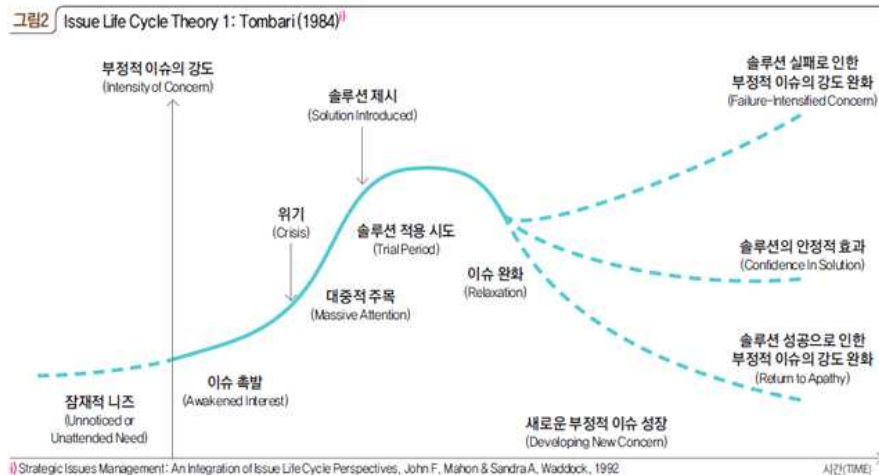 그림2 Issue Life Cycle Theory 1: Tombari (1984)i)
부정적 이슈의 강도
(Intensity of Concern)
솔루션 제시
(Solution Introduced)
솔루션 실패로 인한
부정적 이슈의 강도 완화
(Failure-Intensified Concern)
위기
(Crisis)
솔루션 적용 시도
(Trial Period)
솔루션의 안정적 효과
(Confidence In Solution)
이슈 완화
(Relaxation)
대중적 주목
(Massive Attention)
솔루션 성공으로 인한
부정적 이슈의 강도 완화
(Return to Apathy)
이슈 촉발
(Awakened Interest)
잠재적 니즈
(Unnoticed or
Unattended Need)
새로운 부정적 이슈 성장
(Developing New Concern)
i) Strategic Issues Management: An Integration of Issue Life Cycle Perspectives, John F, Mahon & Sandra A, Waddock, 1992
시간(TIME)